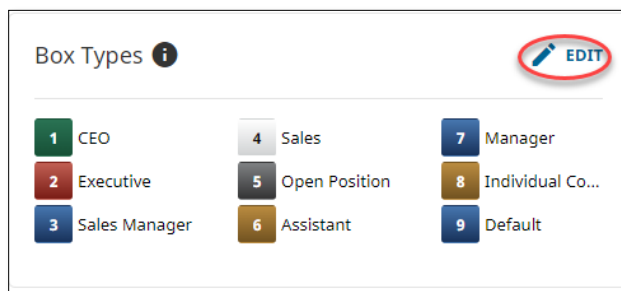 Box Types i EDIT
1 CEO
2 Executive
3 Sales Manager
4 Sales
5 Open Position
6 Assistant
7 Manager
8 Individual Co...
9 Default